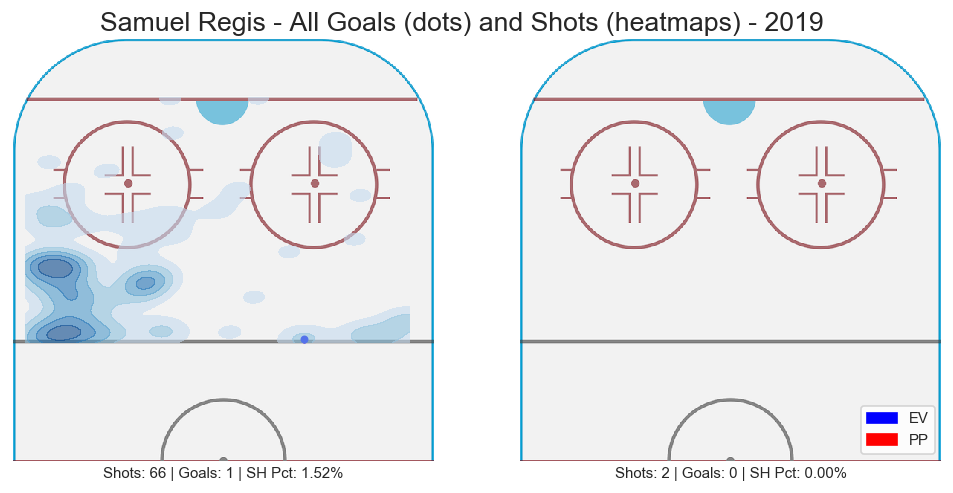 Samuel Regis - All Goals (dots) and Shots (heatmaps) - 2019
EV
PP
Shots: 66 | Goals: 1 | SH Pct: 1.52%
Shots: 2 | Goals: 0 | SH Pct: 0.00%